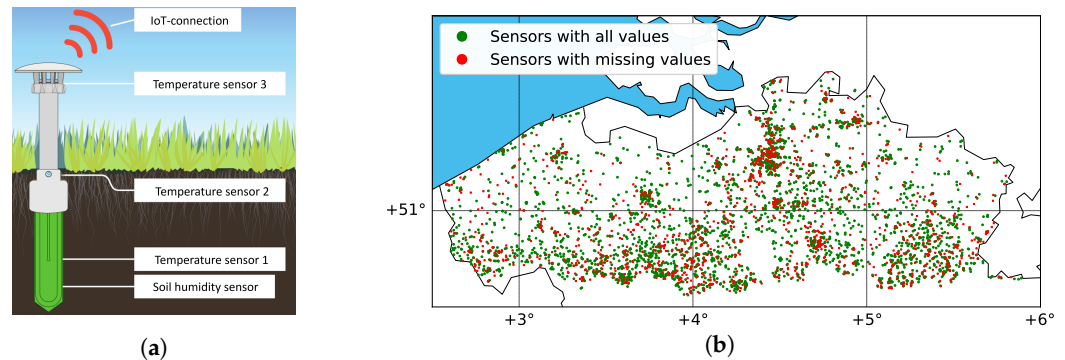 IoT-connection
Temperature sensor 3
Temperature sensor 2
Temperature sensor 1
Soil humidity sensor
(a)
Sensors with all values
Sensors with missing values
+51°
+3° +4° +5° +6°
(b)